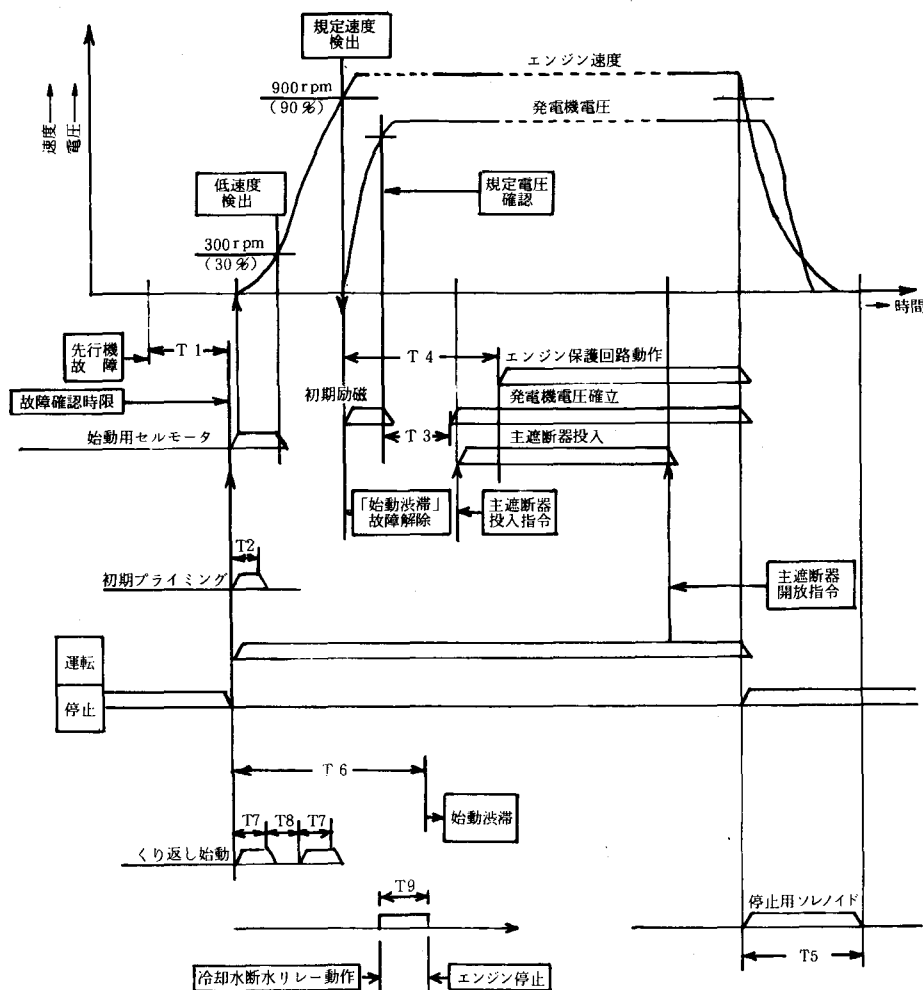 規定速度
検出
エンジン速度
900rpm
(90%)
発電機電圧
速度→
電圧→
低速度
検出
規定電圧
確認
300rpm
(30%)
→時間
先行機
故障
T1
T4
エンジン保護回路動作
初期励磁
発電機電圧確立
故障確認時限
T3
始動用セルモータ
主遮断器投入
「始動渋滞」
故障解除
主遮断器
投入指令
T2
初期プライミング
主遮断器
開放指令
運転
停止
T6
始動渋滞
T7
T8
T7
くり返し始動
T9
停止用ソレノイド
T5
冷却水断水リレー動作
エンジン停止